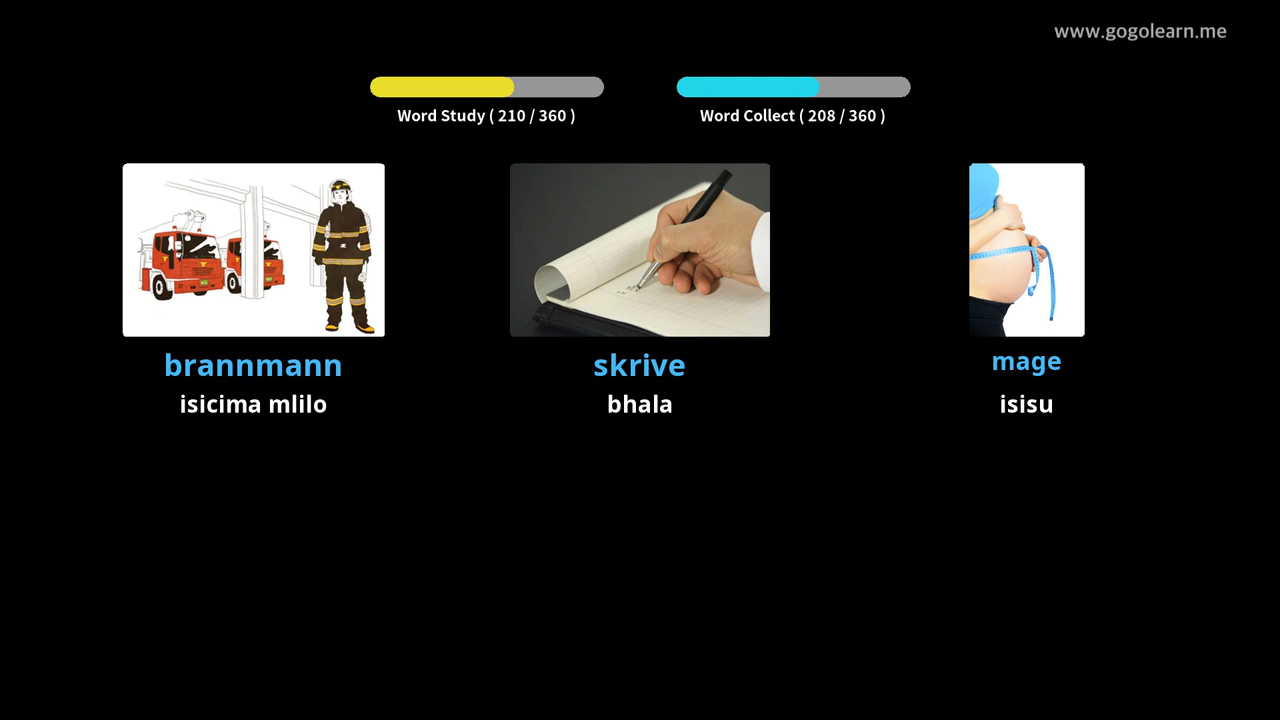 www.gogolearn.me
Word Study ( 210 / 360 )
Word Collect ( 208 / 360 )
brannmann
isicima mlilo
skrive
bhala
mage
isisu